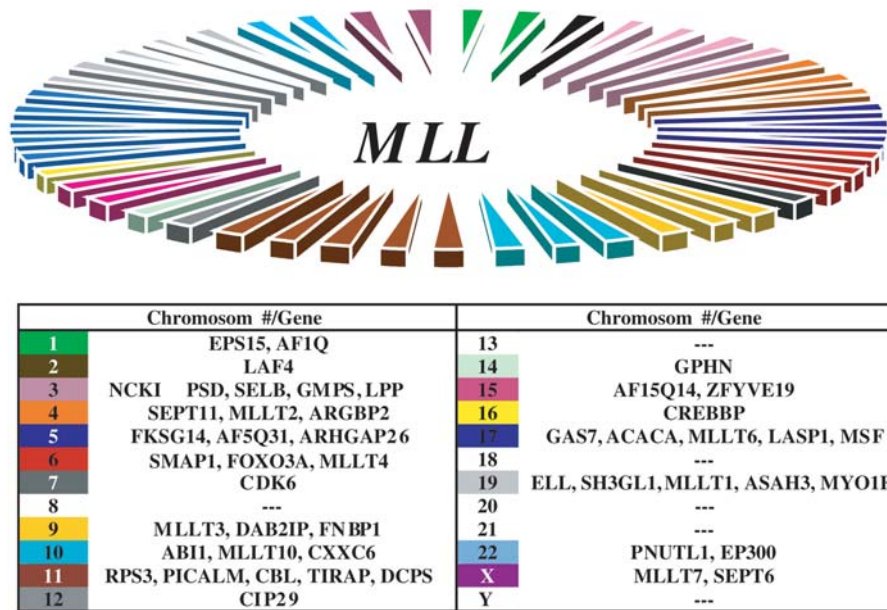 MLL
Chromosom #/Gene
Chromosom #/Gene
1 EPS15, AF1Q
13 ---
2 LAF4
14 GPHN
3 NCKI PSD, SELB, GMPS, LPP
15 AF15Q14, ZFYVE19
4 SEPT11, MLLT2, ARGBP2
16 CREBBP
5 FKSG14, AF5Q31, ARHGAP26
17 GAS7, ACACA, MLLT6, LASP1, MSF
6 SMAP1, FOXO3A, MLLT4
18 ---
7 CDK6
19 ELL, SH3GL1, MLLT1, ASAH3,
8 ---
20 ---
9 MLLT3, DAB2IP, FNBP1
21 ---
10 ABI1, MLLT10, CXXC6
22 PNUTL1, EP300
11 RPS3, PICALM, CBL, TIRAP, DCPS
X MLLT7, SEPT6
12 CIP29
Y ---